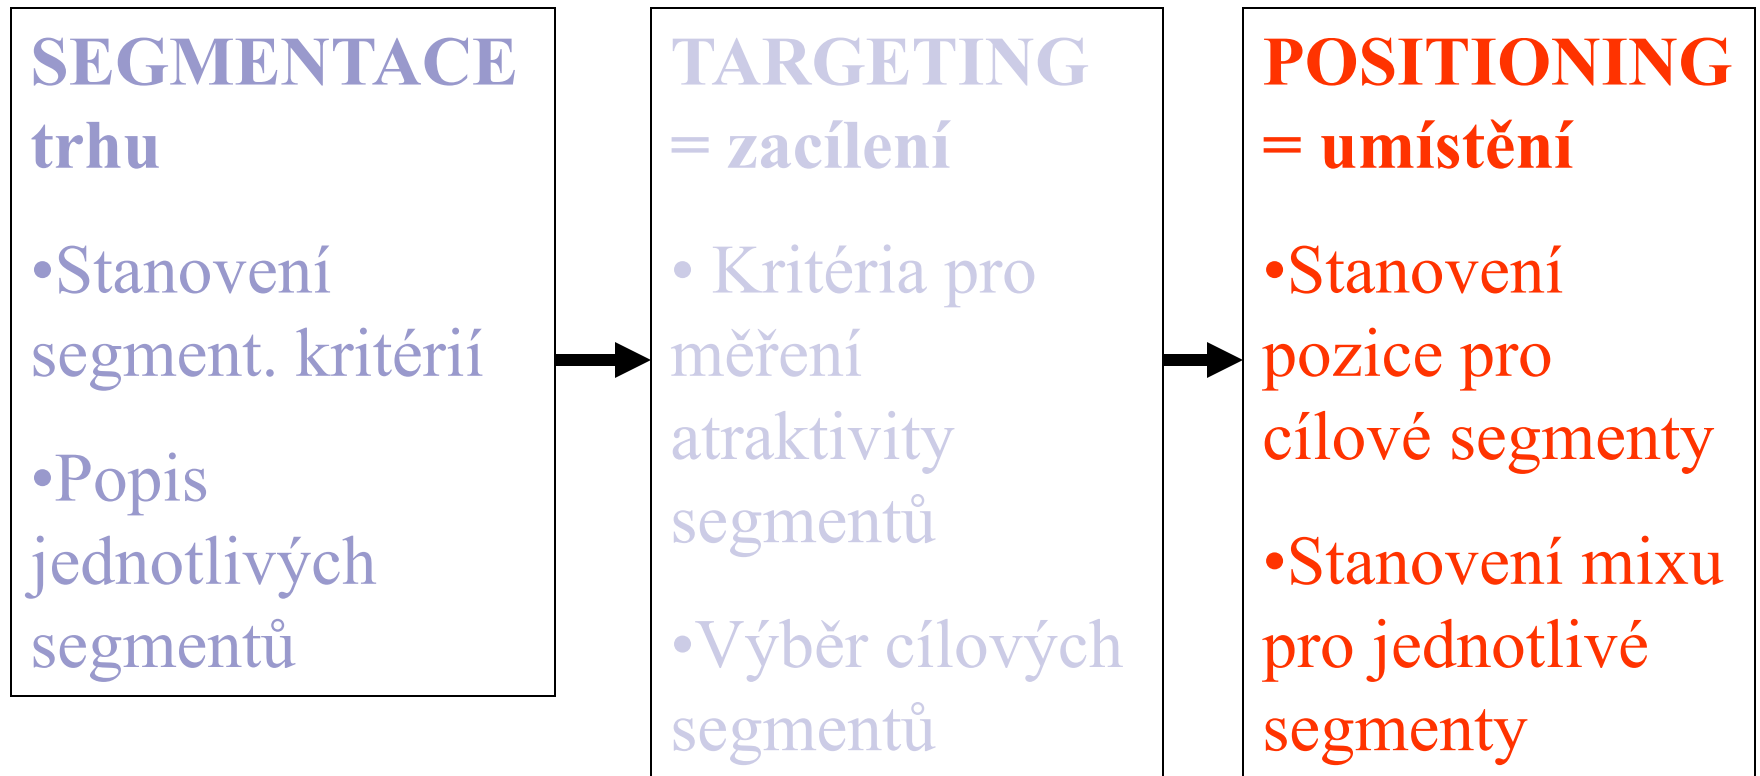 SEGMENTACE
trhu
•Stanovení
segment. kritérií
•Popis
jednotlivých
segmentů
TARGETING
= zacílení
• Kritéria pro
měření
atraktivity
segmentů
•Výběr cílových
segmentů
POSITIONING
= umístění
•Stanovení
pozice pro
cílové segmenty
•Stanovení mixu
pro jednotlivé
segmenty